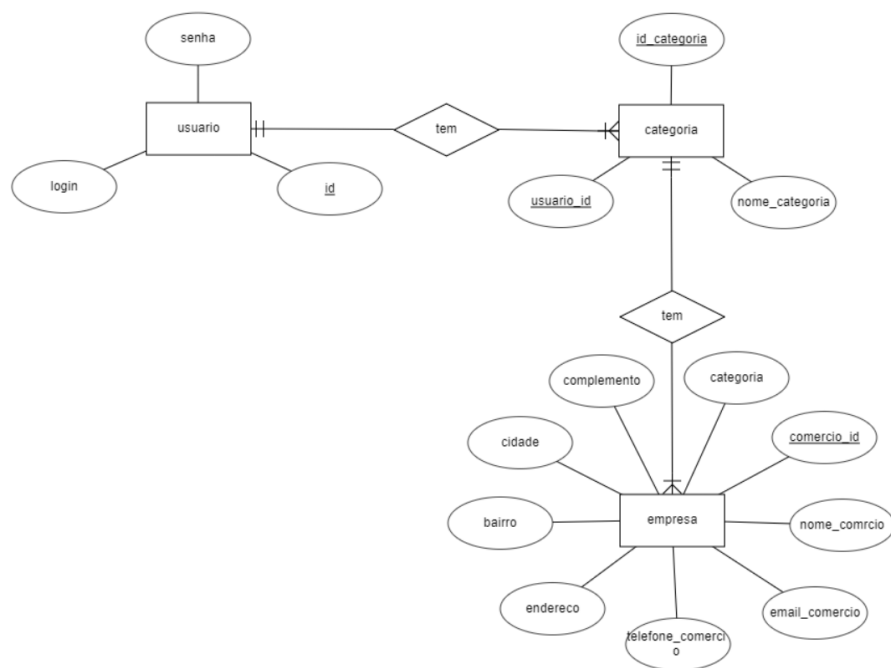 senha
id_categoria
usuario
tem
categoria
login
id
usuario_id
nome_categoria
tem
complemento
categoria
cidade
comercio_id
bairro
empresa
nome_comrcio
endereco
email_comercio
telefone_comerci
o